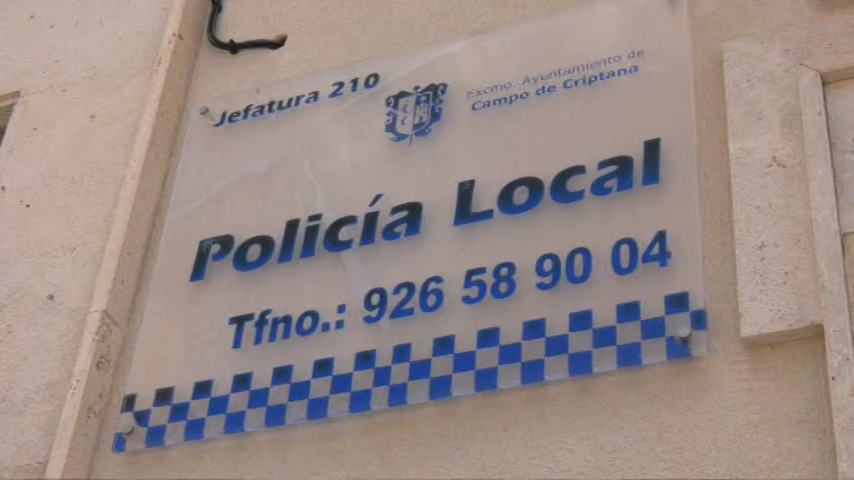 Jefatura 210
Excmo. Ayuntamiento de
Campo de Criptana
Policía Local
Tfno.: 926 58 90 04